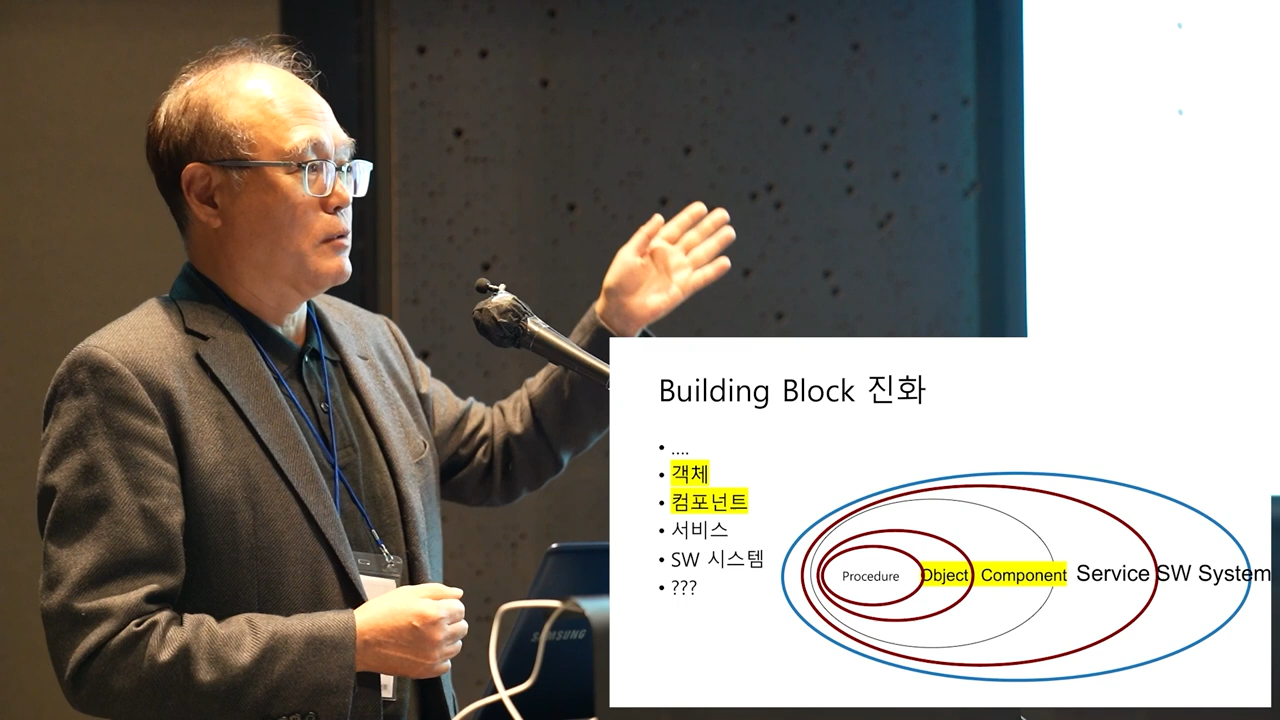 Building Block 진화
• ....
• 객체
• 컴포넌트
• 서비스
• SW 시스템
• ???
Procedure Object Component Service SW System
SAMSUNG